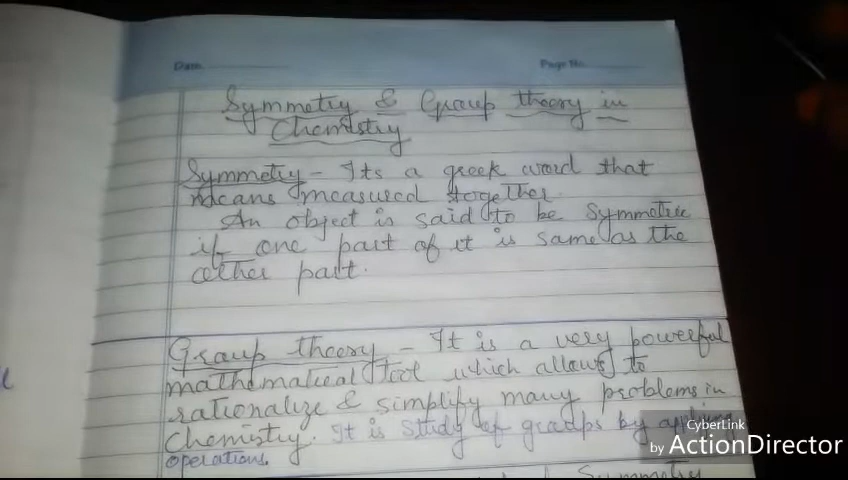 Date
Page No.
Symmetry & Group theory in
Chemistry
Symmetry - Its a greek word that
means measured together
An object is said to be symmetric
if one part of it is same as the
other part.
Group theory - It is a very powerful
mathematical tool which allows to
rationalize & simplify many problems in
Chemistry. It is study of groups by applying
operations.
Symmetry
CyberLink
by ActionDirector